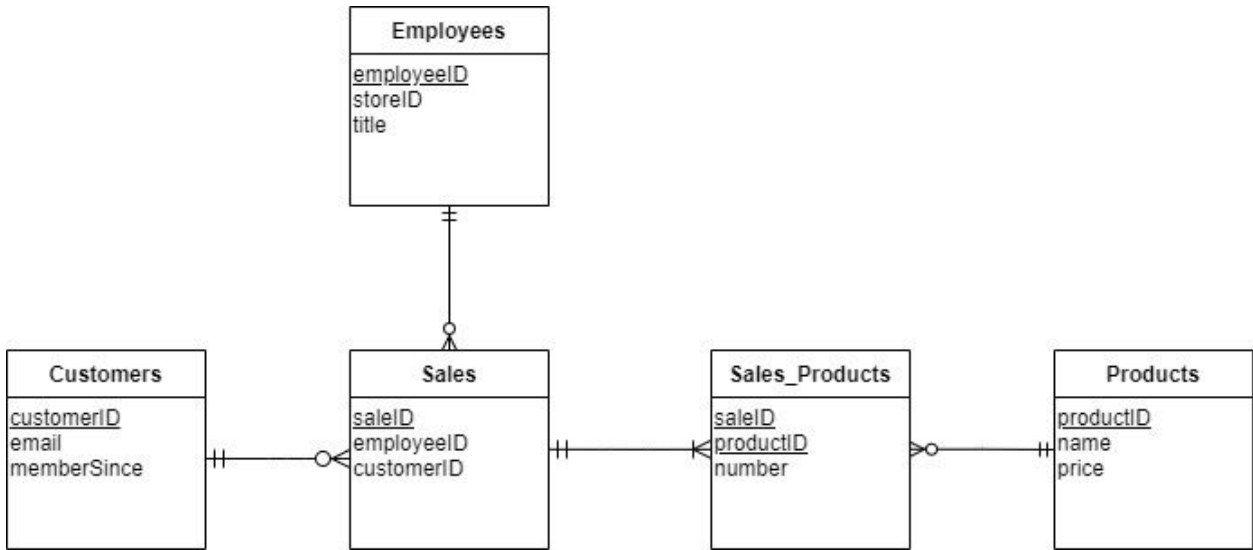 Employees
employeeID
storeID
title
Customers
customerID
email
memberSince
Sales
saleID
employeeID
customerID
Sales_Products
saleID
productID
number
Products
productID
name
price